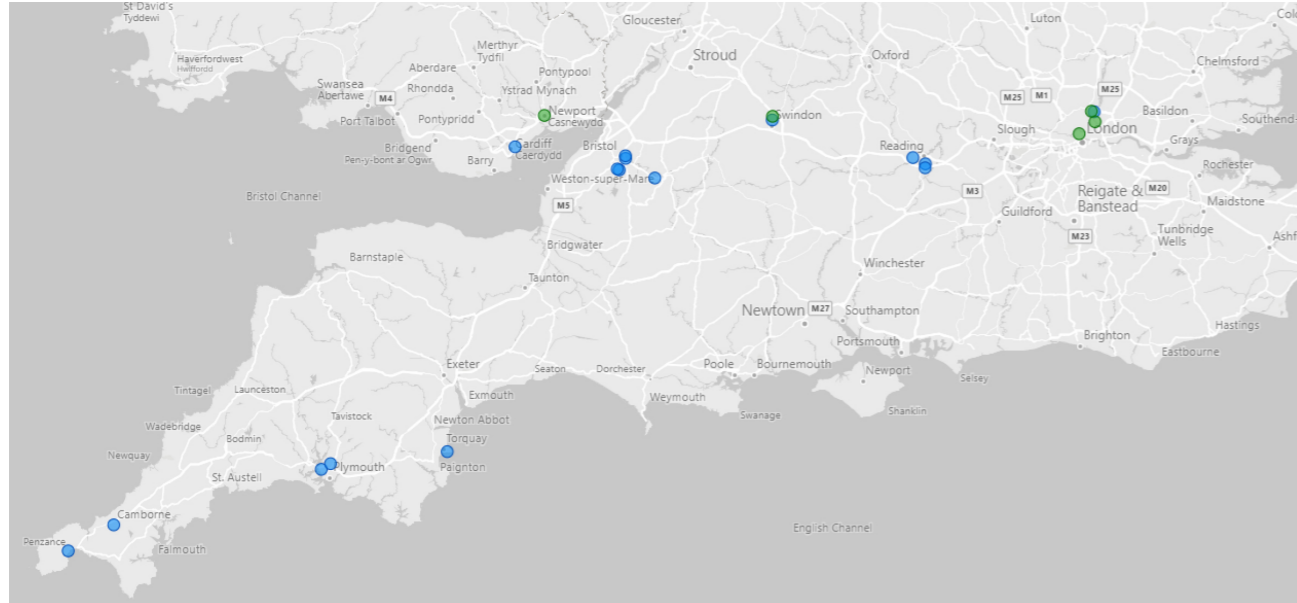 St David's
Tyddewi
Haverfordwest
Hwlffordd
Merthyr
Tydfil
Aberdare
Rhondda
Swansea
Abertawe
M4
Port Talbot
Pontypridd
Pontypool
Ystrad Mynach
Newport
Casnewydd
Bridgend
Pen-y-bont ar Ogwr
Barry
Cardiff
Caerdydd
Gloucester
Stroud
Swindon
Oxford
Luton
Chelmsford
M25
M1
M25
Basildon
Southend-
London
Slough
Grays
Bristol
Reading
Rochester
Weston-super-Mare
M5
M3
Reigate &
Banstead
M20
Maidstone
Bristol Channel
Guildford
M23
Tunbridge
Wells
Ashf
Bridgwater
Barnstaple
Taunton
Winchester
Newtown
M27
Southampton
Portsmouth
Brighton
Hastings
Eastbourne
Exeter
Seaton
Dorchester
Poole
Bournemouth
Newport
Selsey
Exmouth
Weymouth
Swanage
Shanklin
Tintagel
Launceston
Tavistock
Newton Abbot
Wadebridge
Bodmin
Torquay
Newquay
St. Austell
Plymouth
Paignton
Camborne
Penzance
Falmouth
English Channel